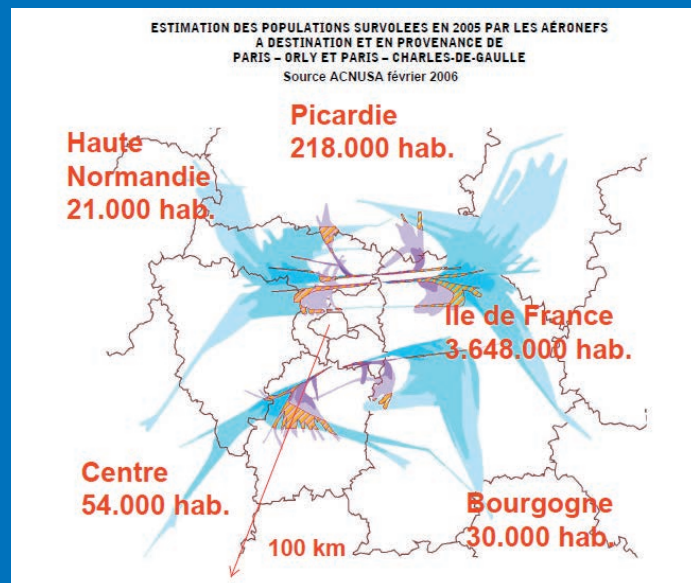 ESTIMATION DES POPULATIONS SURVOLEES EN 2005 PAR LES AÉRONEFS
A DESTINATION ET EN PROVENANCE DE
PARIS – ORLY ET PARIS – CHARLES-DE-GAULLE
Source ACNUSA février 2006
Picardie
218.000 hab.
Haute
Normandie
21.000 hab.
Ile de France
3.648.000 hab.
Centre
54.000 hab.
Bourgogne
30.000 hab.
100 km